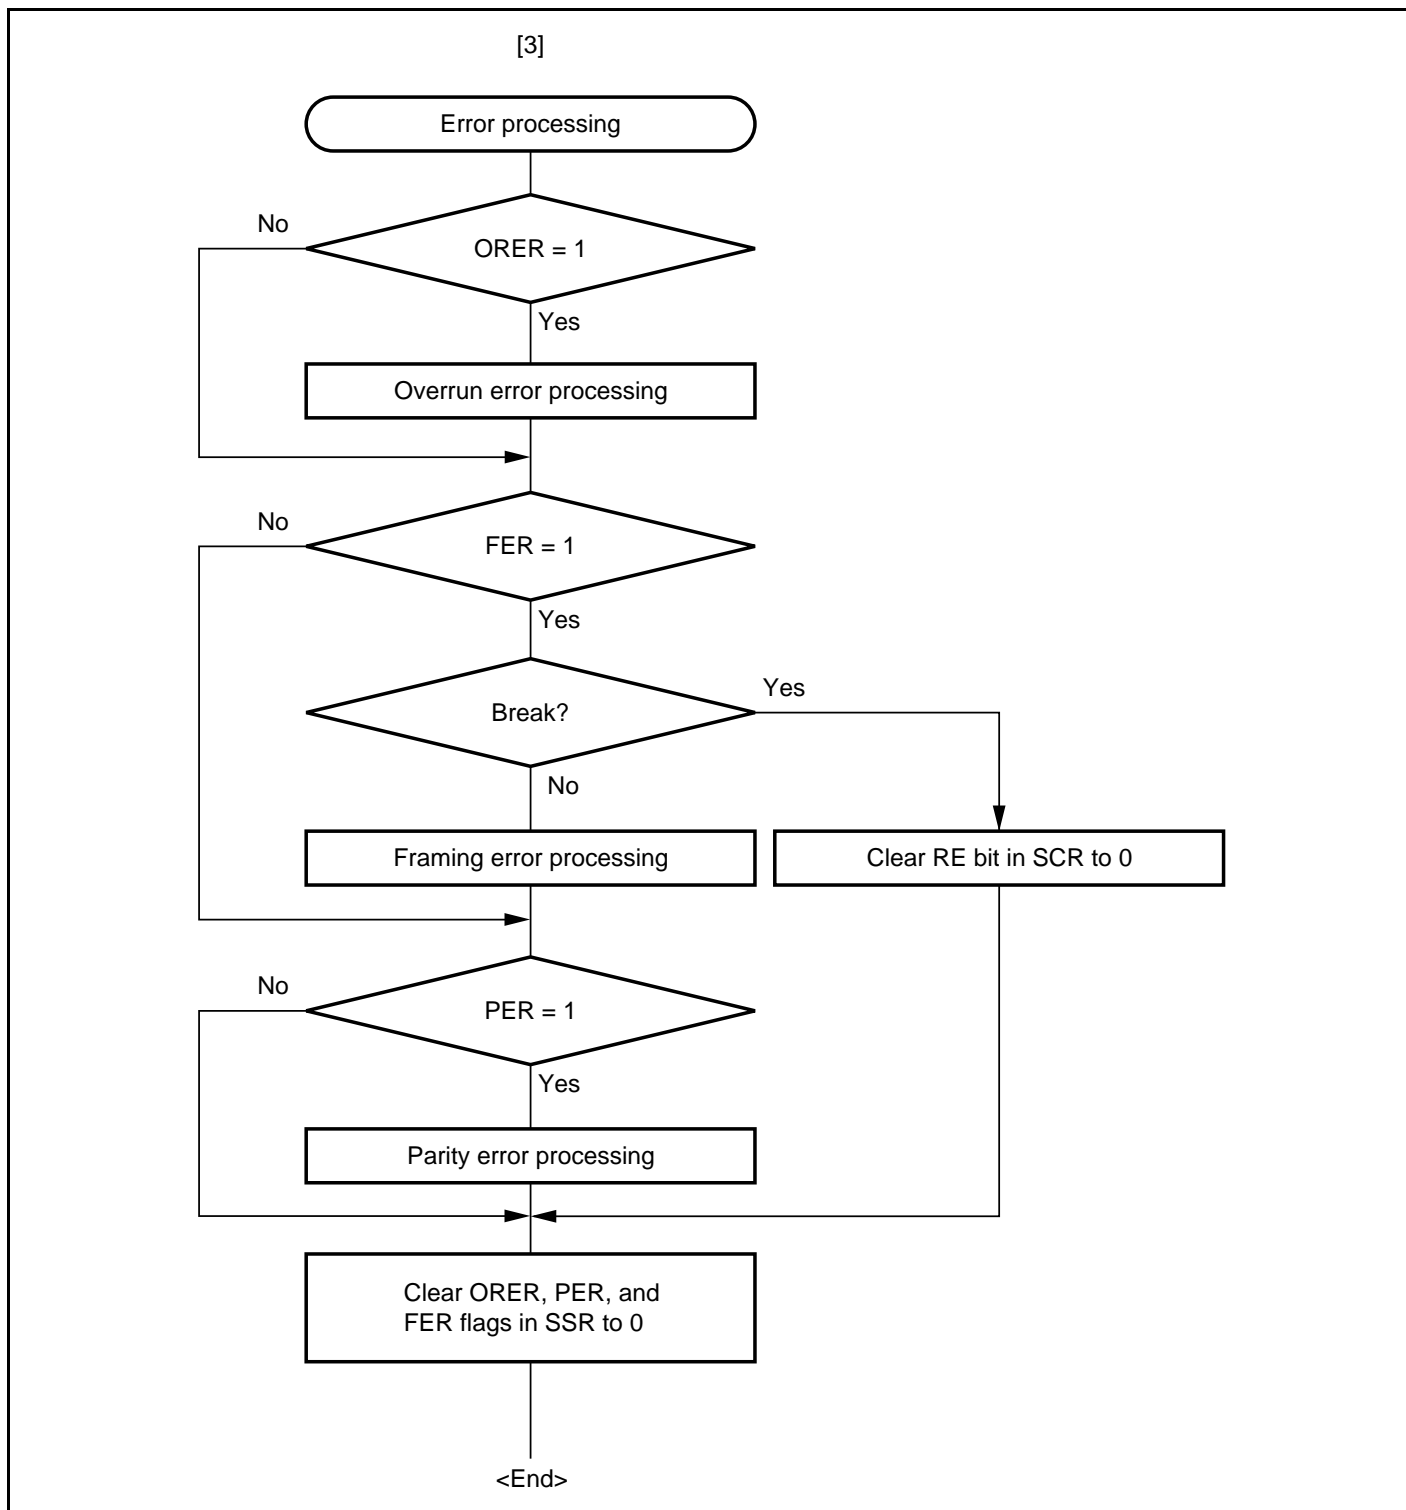 [3]
Error processing
No
ORER = 1
Yes
Overrun error processing
No
FER = 1
Yes
Break?
Yes
No
Framing error processing
Clear RE bit in SCR to 0
No
PER = 1
Yes
Parity error processing
Clear ORER, PER, and
FER flags in SSR to 0
<End>